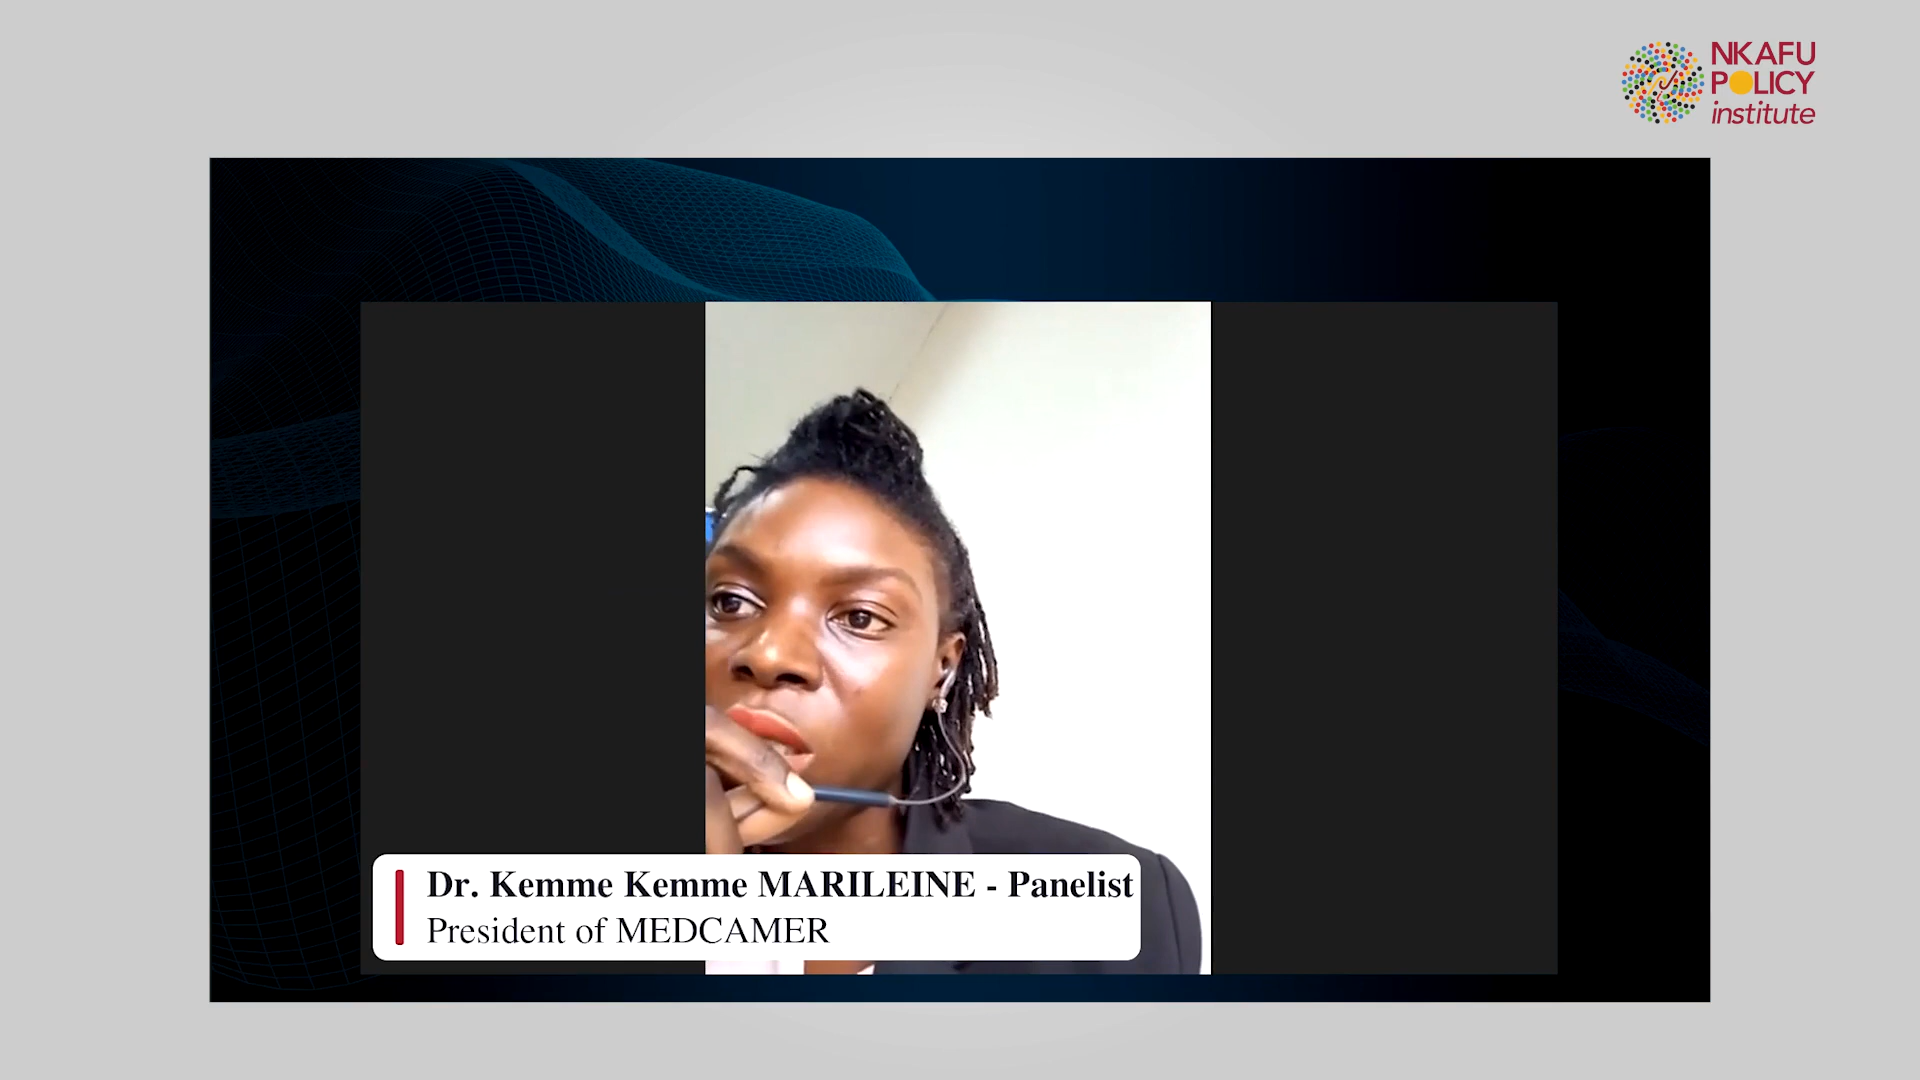 NKAFU
POLICY
institute
Dr. Kemme Kemme MARILEINE - Panelist
President of MEDCAMER